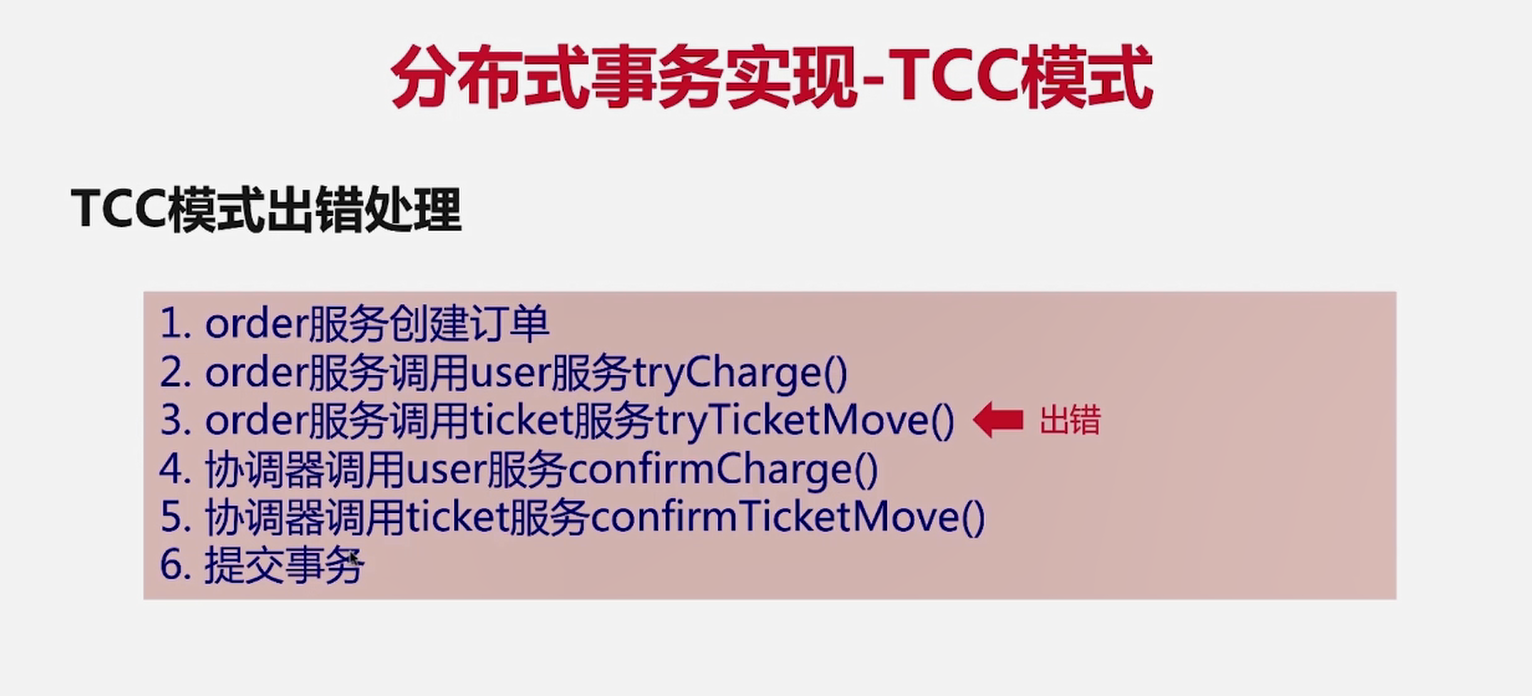 分布式事务实现-TCC模式
TCC模式出错处理
1. order服务创建订单
2. order服务调用user服务tryCharge()
3. order服务调用ticket服务tryTicketMove() 出错
4. 协调器调用user服务confirmCharge()
5. 协调器调用ticket服务confirmTicketMove()
6. 提交事务